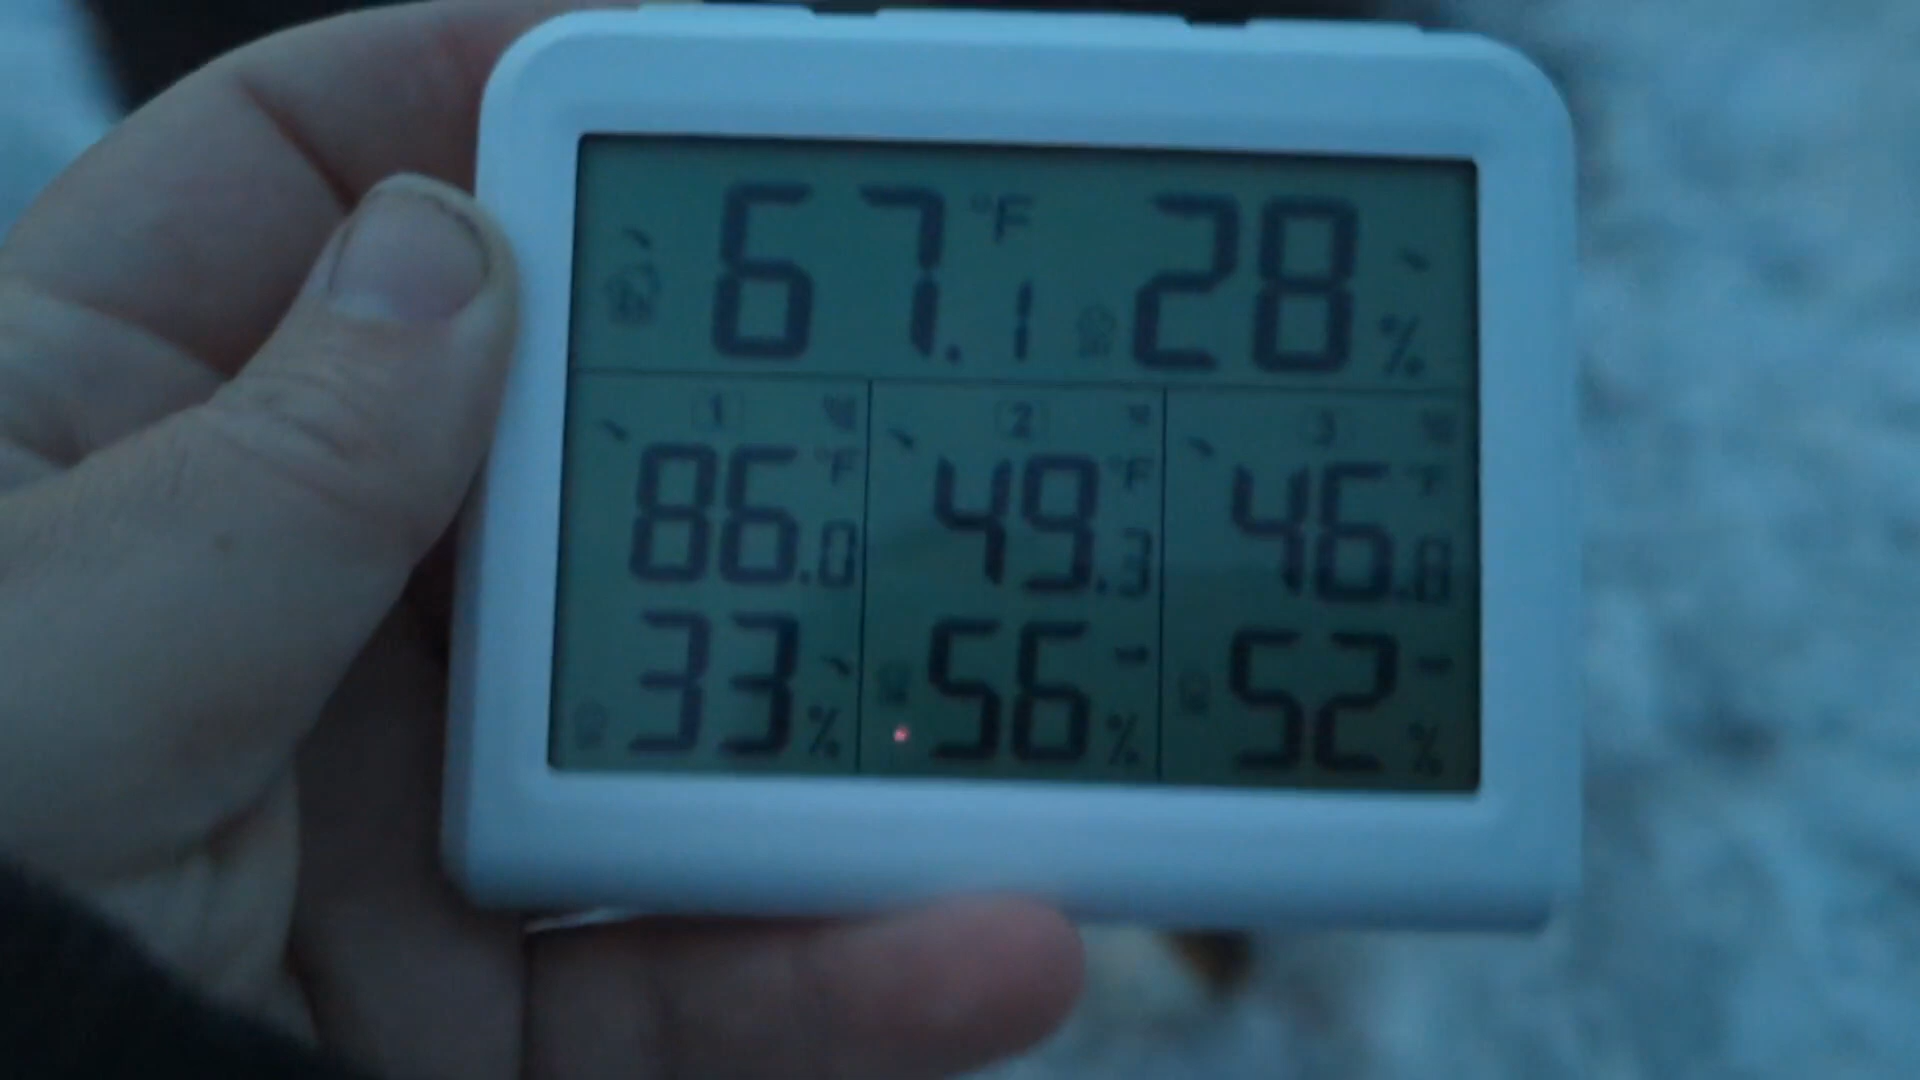 67.1 °F 28 %
1 2 3
86.0 °F 49.3 °F 46.8 °F
33 % 56 % 52 %